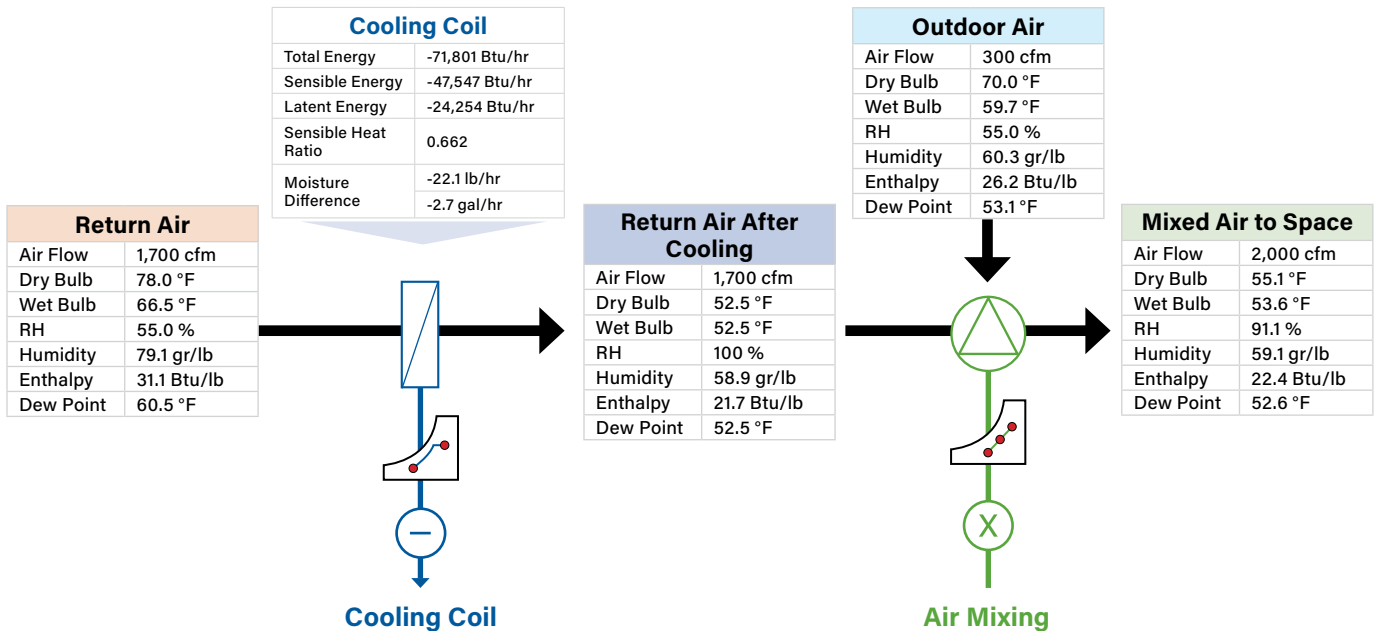 Cooling Coil
Total Energy -71,801 Btu/hr
Sensible Energy -47,547 Btu/hr
Latent Energy -24,254 Btu/hr
Sensible Heat
Ratio
0.662
Moisture
Difference
-22.1 lb/hr
-2.7 gal/hr
Outdoor Air
Air Flow 300 cfm
Dry Bulb 70.0 °F
Wet Bulb 59.7 °F
RH 55.0 %
Humidity 60.3 gr/lb
Enthalpy 26.2 Btu/lb
Dew Point 53.1 °F
Return Air
Air Flow 1,700 cfm
Dry Bulb 78.0 °F
Wet Bulb 66.5 °F
RH 55.0 %
Humidity 79.1 gr/lb
Enthalpy 31.1 Btu/lb
Dew Point 60.5 °F
Return Air After
Cooling
Air Flow 1,700 cfm
Dry Bulb 52.5 °F
Wet Bulb 52.5 °F
RH 100 %
Humidity 58.9 gr/lb
Enthalpy 21.7 Btu/lb
Dew Point 52.5 °F
Mixed Air to Space
Air Flow 2,000 cfm
Dry Bulb 55.1 °F
Wet Bulb 53.6 °F
RH 91.1 %
Humidity 59.1 gr/lb
Enthalpy 22.4 Btu/lb
Dew Point 52.6 °F
–
X
Cooling Coil
Air Mixing